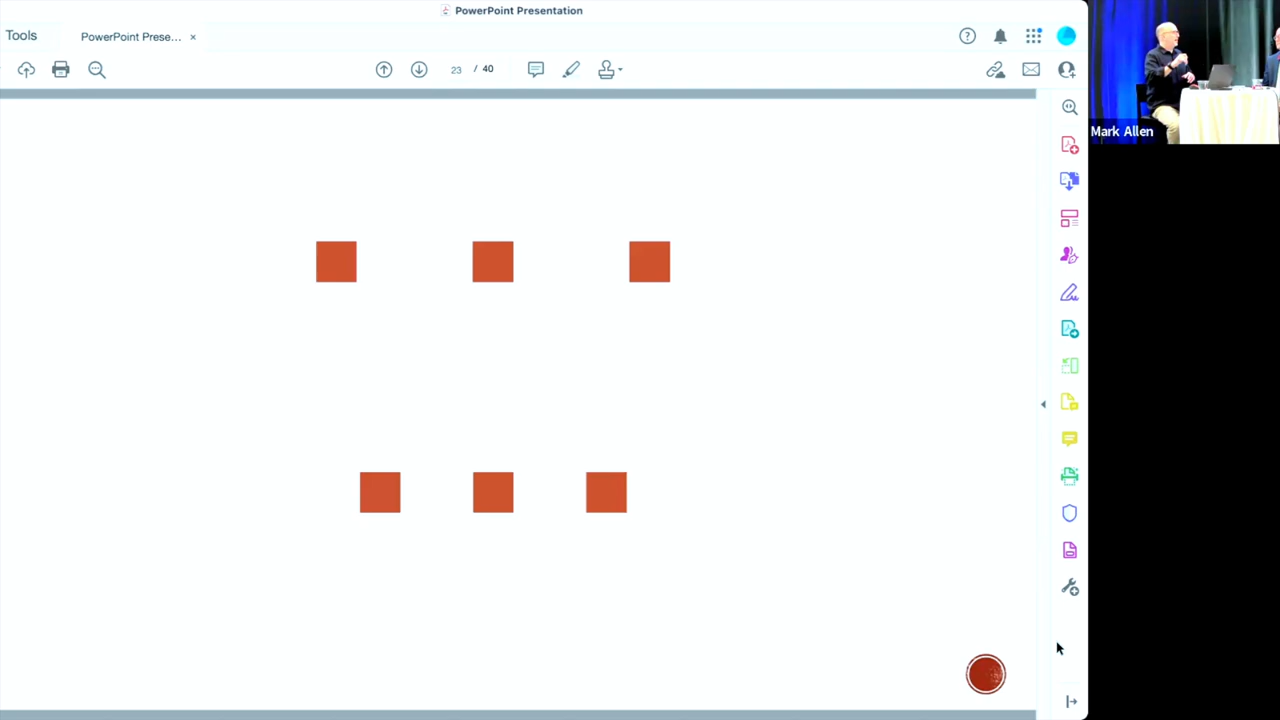 PowerPoint Presentation
Tools
PowerPoint Prese... ×
23 / 40
Mark Allen